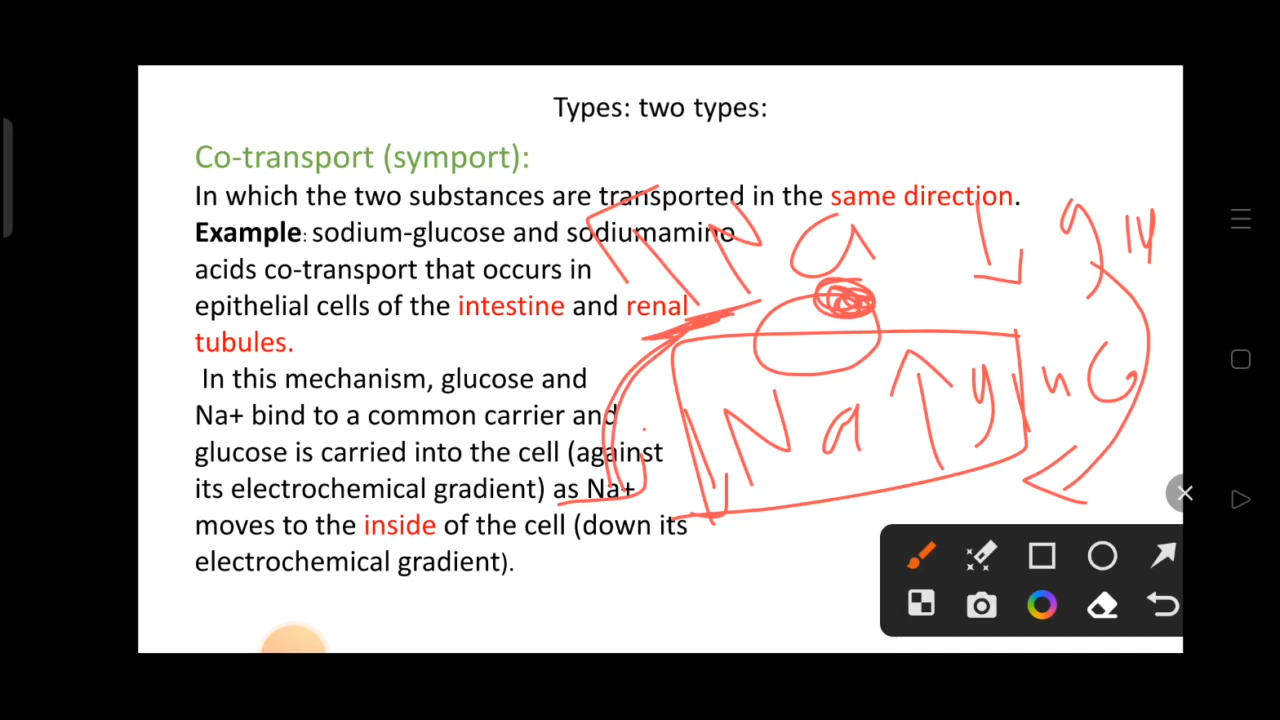 Types: two types:
Co-transport (symport):
In which the two substances are transported in the same direction.
Example: sodium-glucose and sodiumamino
acids co-transport that occurs in
epithelial cells of the intestine and renal
tubules.
In this mechanism, glucose and
Na+ bind to a common carrier and
glucose is carried into the cell (against
its electrochemical gradient) as Na+
moves to the inside of the cell (down its
electrochemical gradient).
Na
Na